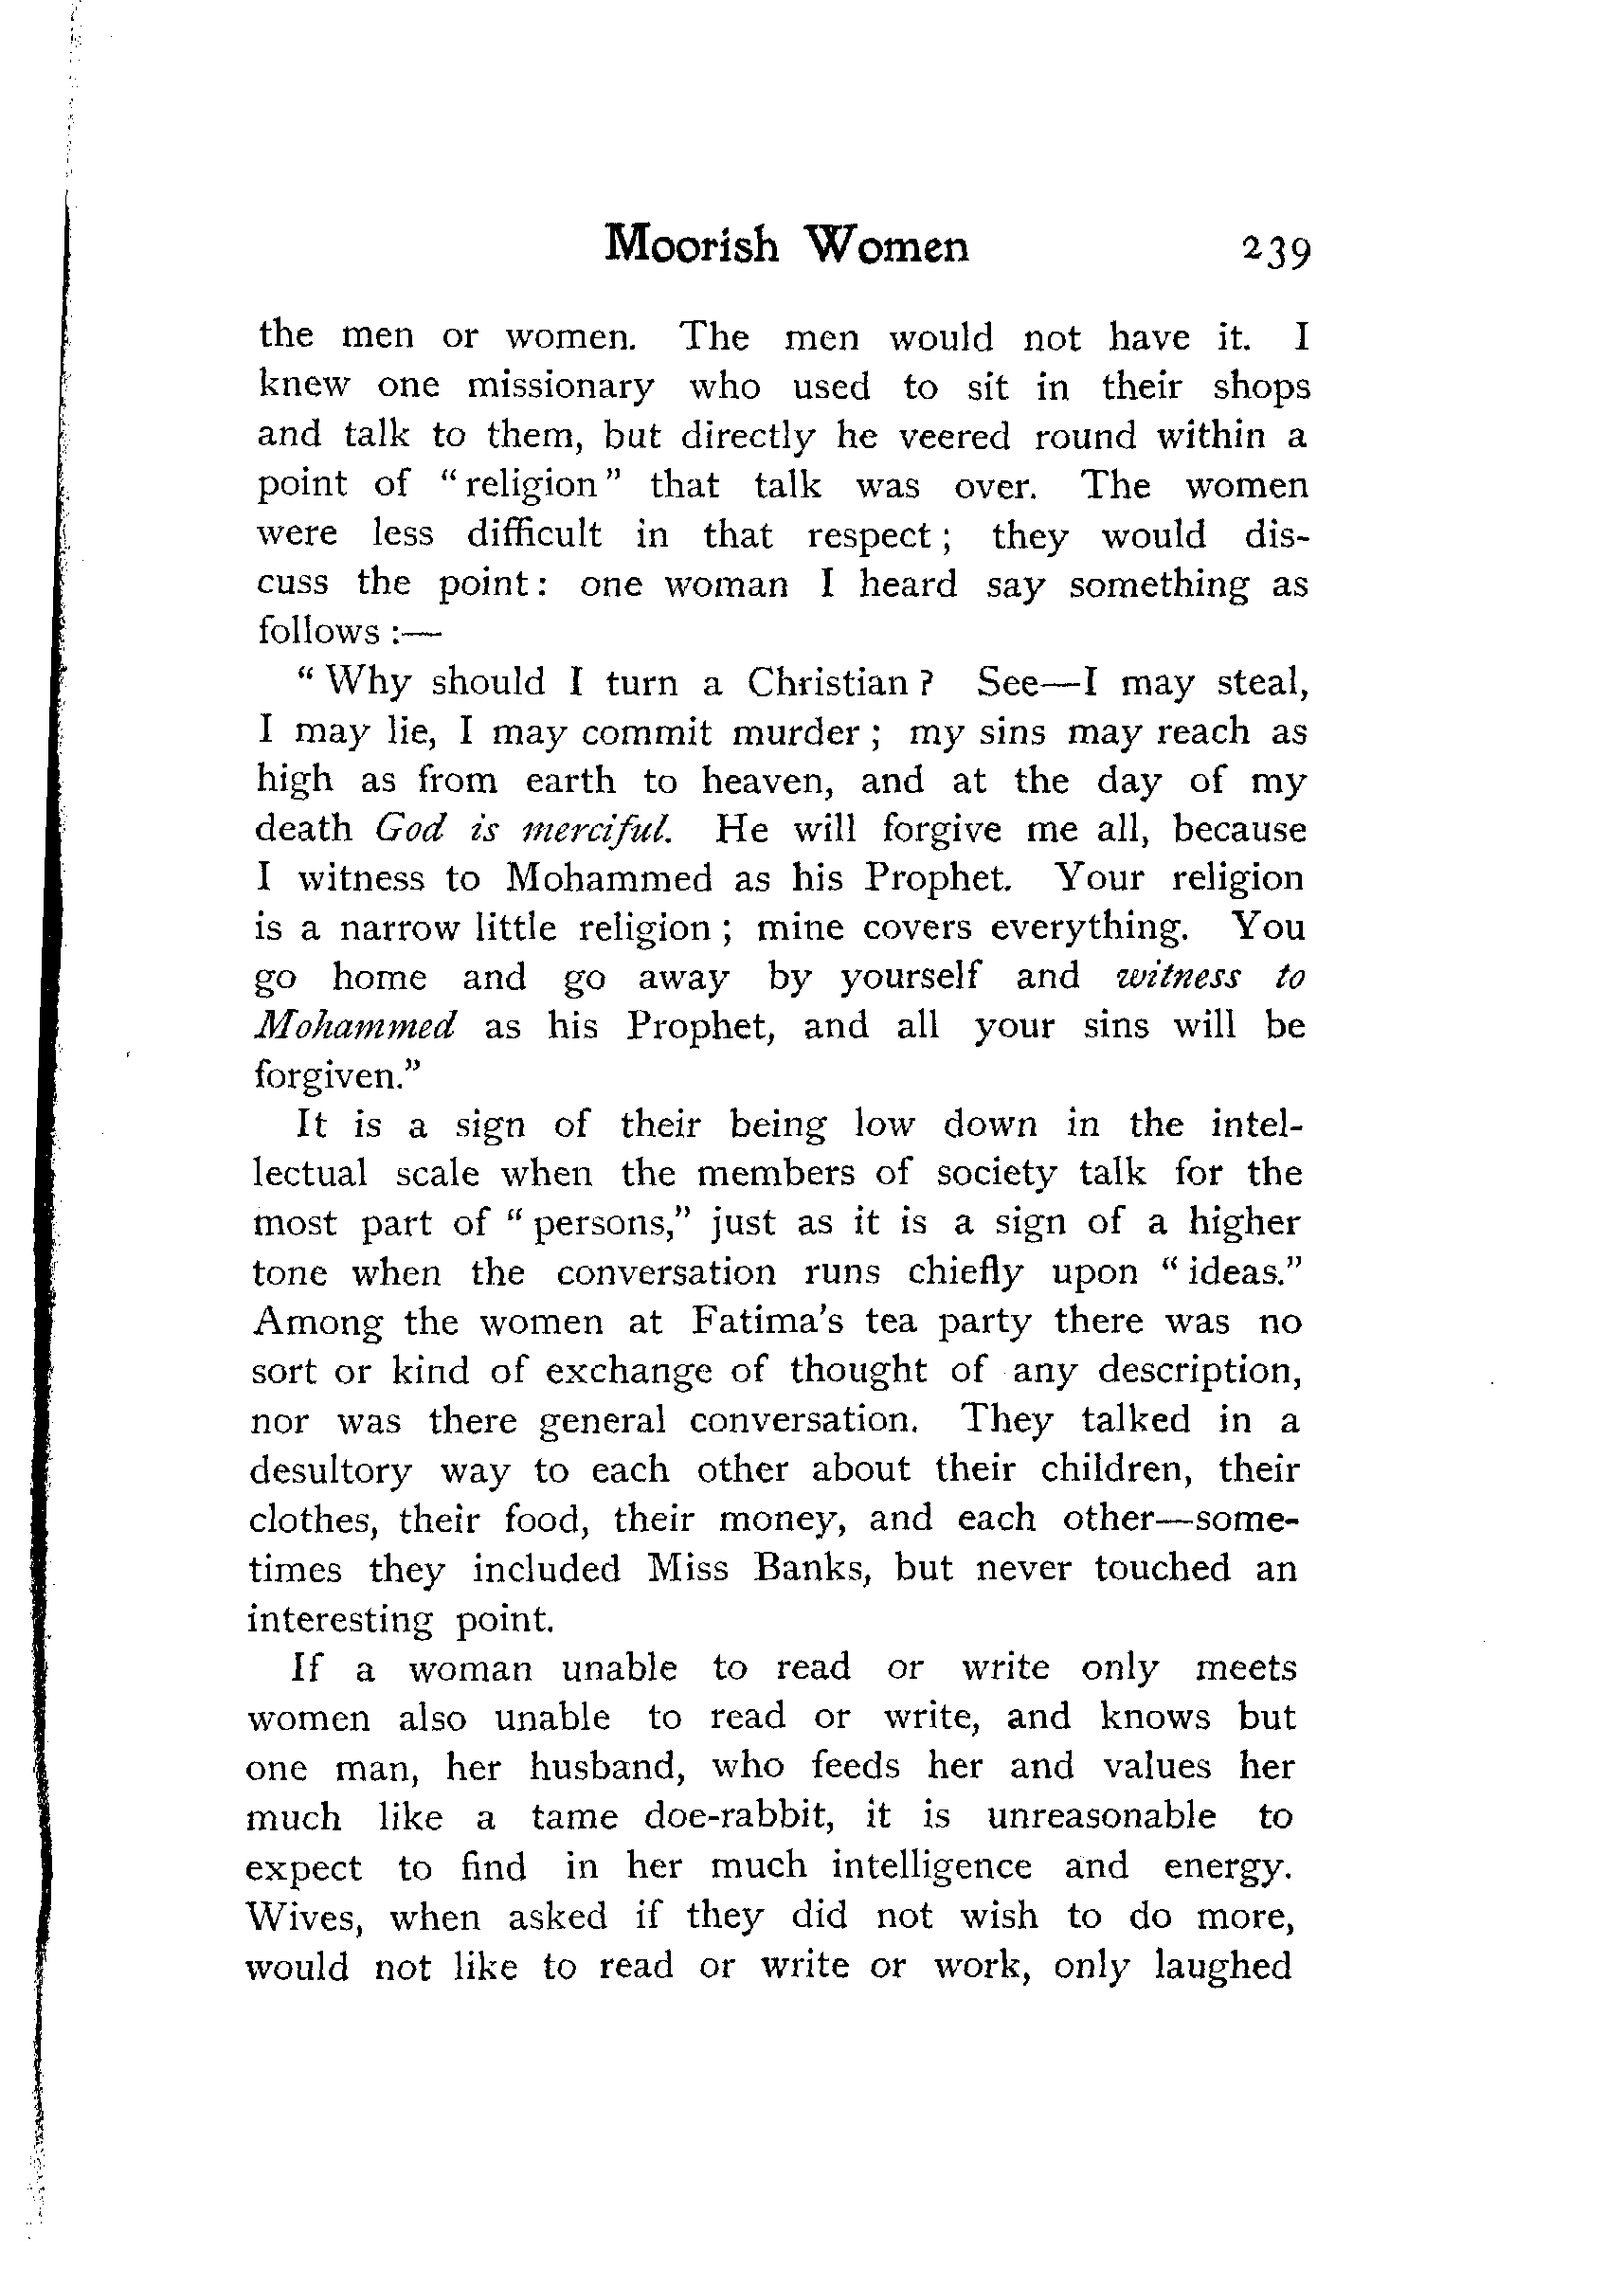 Moorish Women 239
the men or women. The men would not have it. I
knew one missionary who used to sit in their shops
and talk to them, but directly he veered round within a
point of "religion" that talk was over. The women
were less difficult in that respect; they would dis-
cuss the point: one woman I heard say something as
follows:—
"Why should I turn a Christian? See—I may steal,
I may lie, I may commit murder; my sins may reach as
high as from earth to heaven, and at the day of my
death God is merciful. He will forgive me all, because
I witness to Mohammed as his Prophet. Your religion
is a narrow little religion; mine covers everything. You
go home and go away by yourself and witness to
Mohammed as his Prophet, and all your sins will be
forgiven."
It is a sign of their being low down in the intel-
lectual scale when the members of society talk for the
most part of "persons," just as it is a sign of a higher
tone when the conversation runs chiefly upon "ideas."
Among the women at Fatima's tea party there was no
sort or kind of exchange of thought of any description,
nor was there general conversation. They talked in a
desultory way to each other about their children, their
clothes, their food, their money, and each other—some-
times they included Miss Banks, but never touched an
interesting point.
If a woman unable to read or write only meets
women also unable to read or write, and knows but
one man, her husband, who feeds her and values her
much like a tame doe-rabbit, it is unreasonable to
expect to find in her much intelligence and energy.
Wives, when asked if they did not wish to do more,
would not like to read or write or work, only laughed